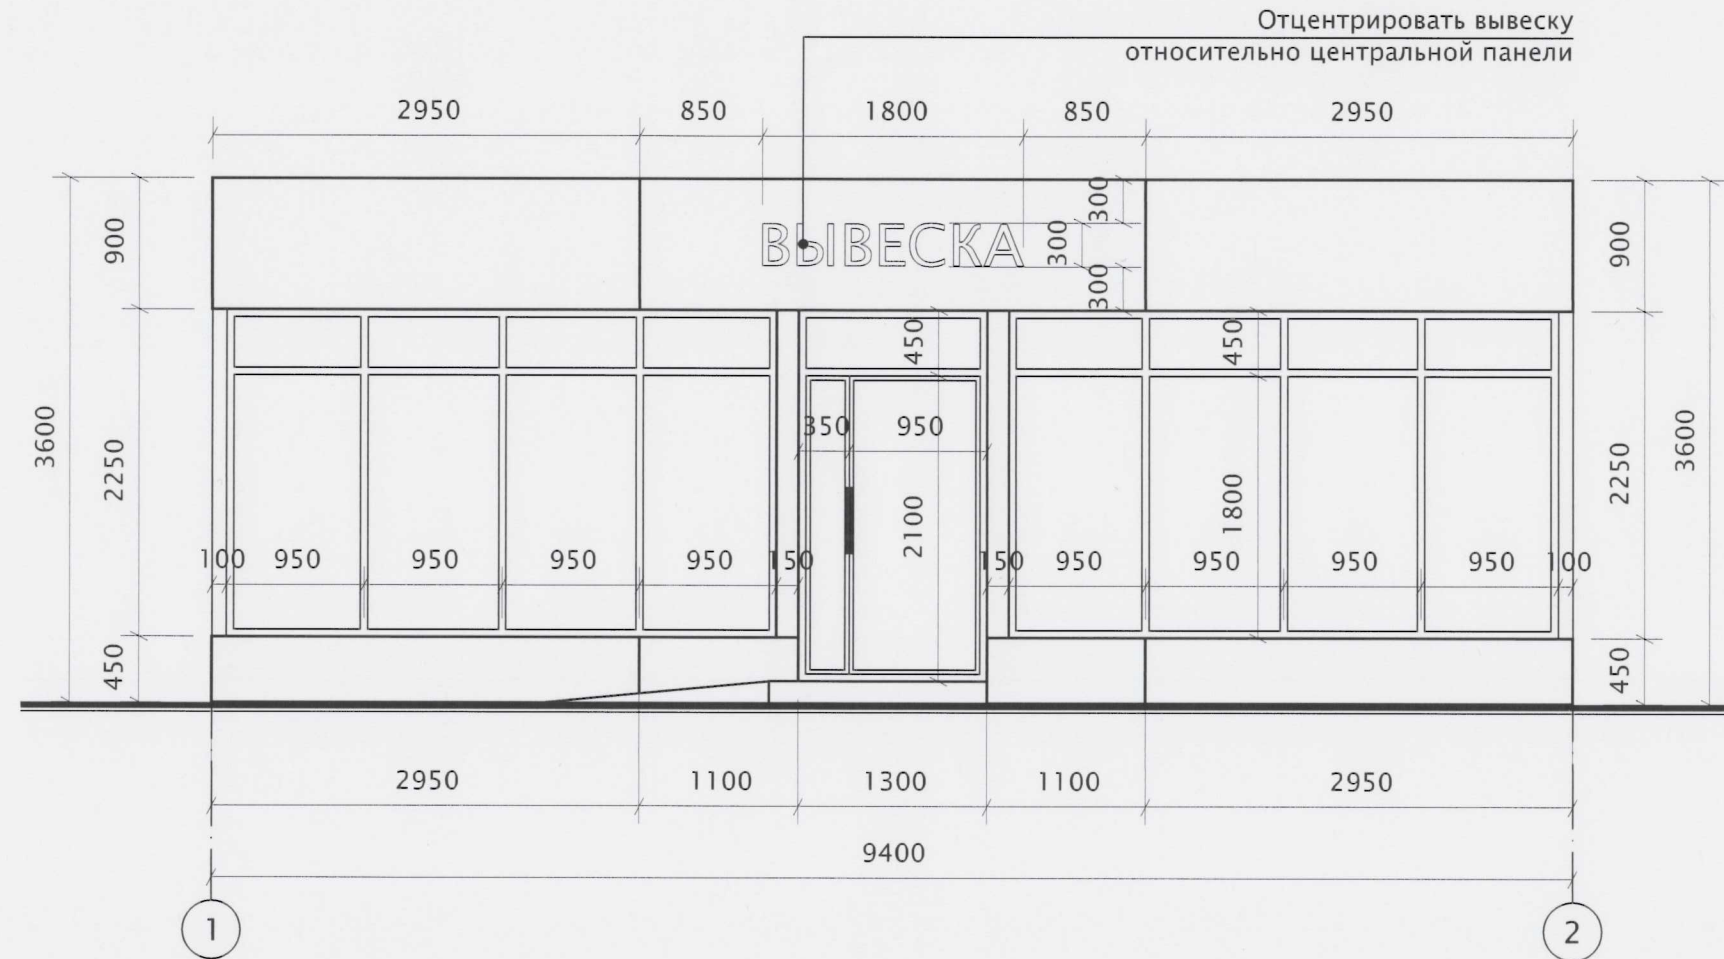 Отцентрировать вывеску
относительно центральной панели
2950 850 1800 850 2950
300
900 ВЫВЕСКА 300 900
300
450 450
3600 2250 350 950 2100 1800 2250 3600
100 950 950 950 950 150 150 950 950 950 950 100
450 450
2950 1100 1300 1100 2950
9400
1 2